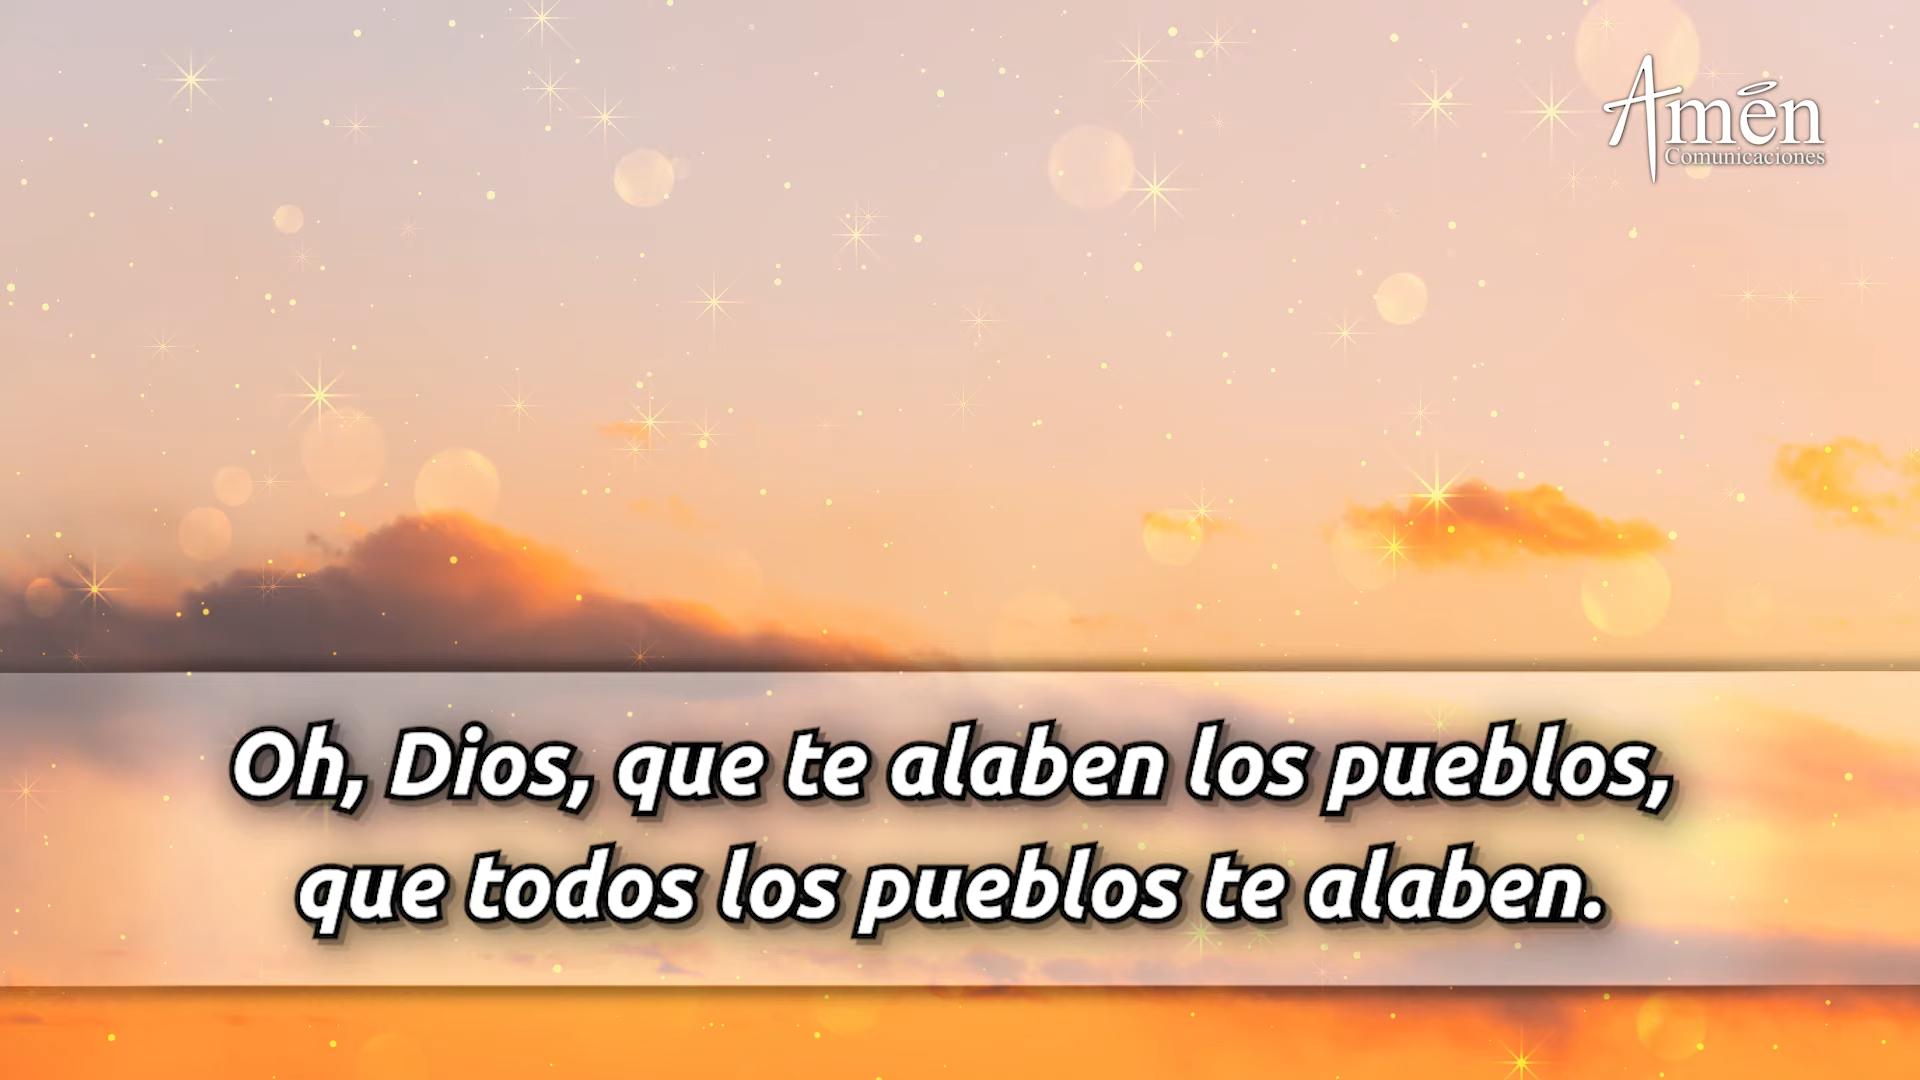 Amén
Comunicaciones
Oh, Dios, que te alaben los pueblos,
que todos los pueblos te alaben.